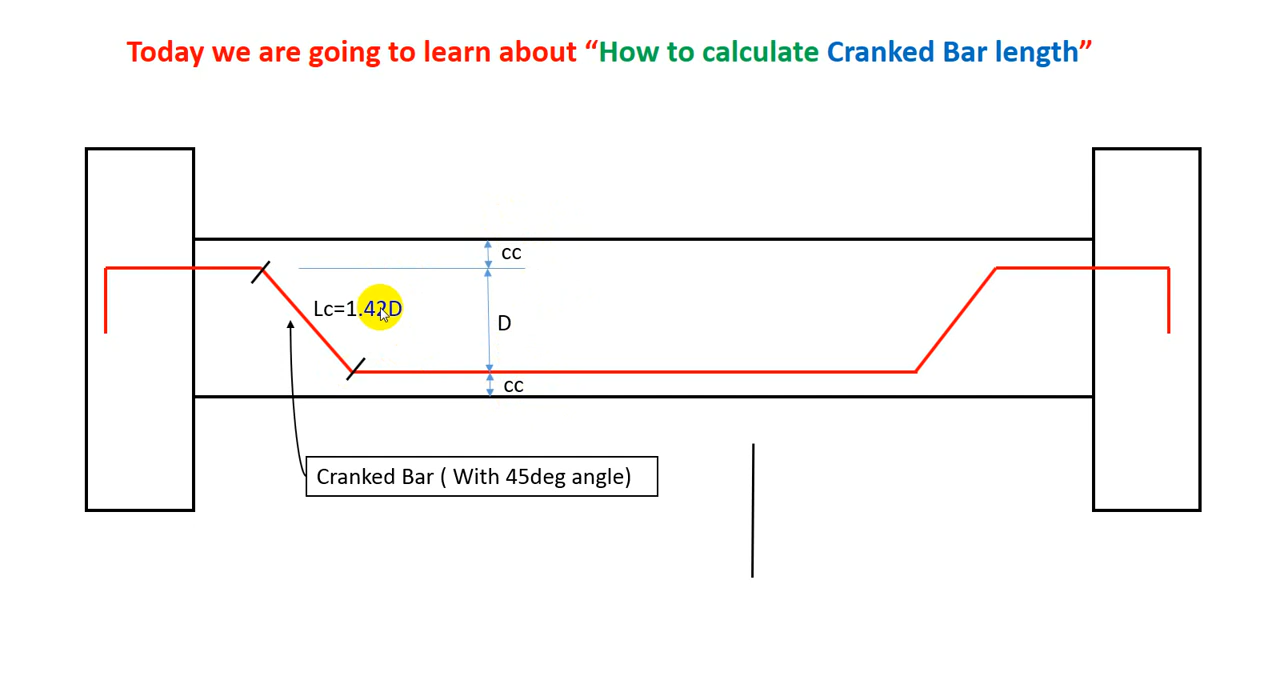 Today we are going to learn about “How to calculate Cranked Bar length”
cc
Lc=1.42D
D
cc
Cranked Bar ( With 45deg angle)